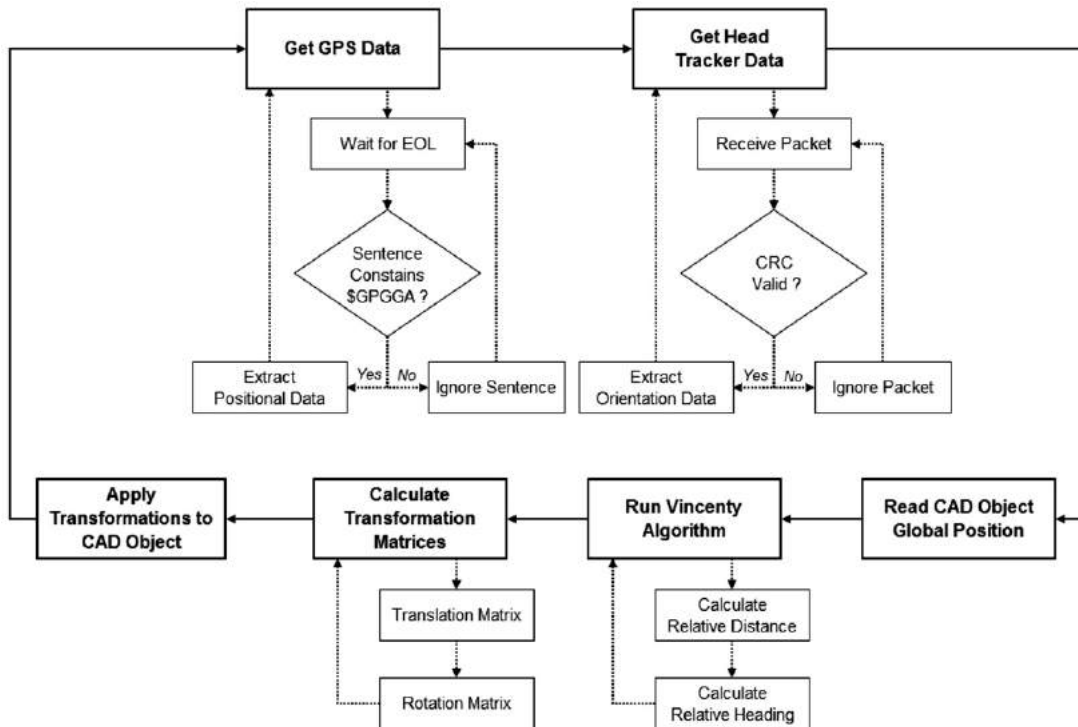 Get GPS Data
Get Head
Tracker Data
Wait for EOL
Receive Packet
Sentence
Constains
$GPGGA ?
CRC
Valid ?
Extract
Positional Data
Yes
No
Ignore Sentence
Extract
Orientation Data
Yes
No
Ignore Packet
Apply
Transformations to
CAD Object
Calculate
Transformation
Matrices
Run Vincenty
Algorithm
Read CAD Object
Global Position
Translation Matrix
Calculate
Relative Distance
Rotation Matrix
Calculate
Relative Heading